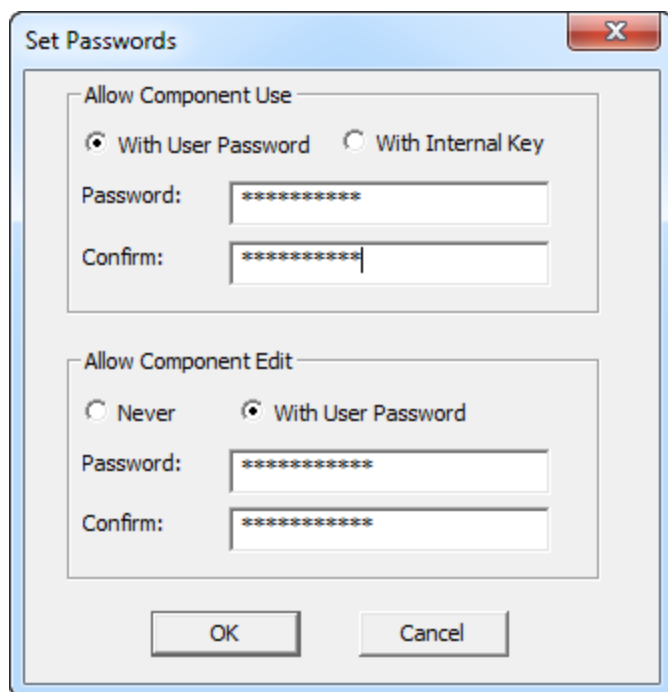 Set Passwords
Allow Component Use
With User Password With Internal Key
Password: **********
Confirm: **********
Allow Component Edit
Never With User Password
Password: ***********
Confirm: ***********
OK Cancel